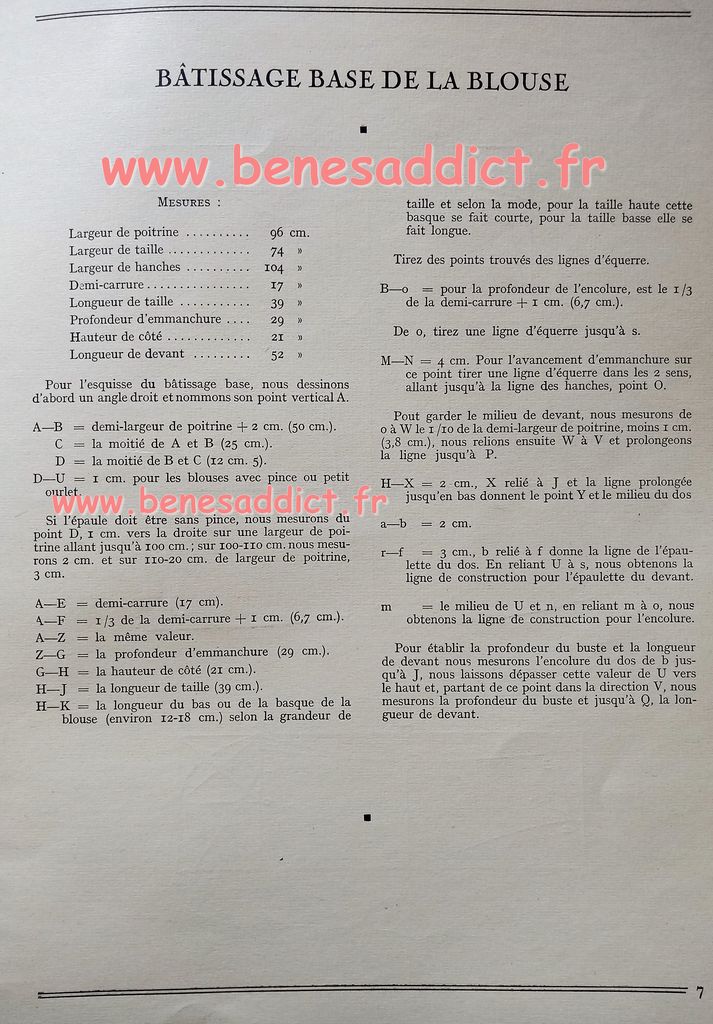 BÂTISSAGE BASE DE LA BLOUSE
www.benesaddict.fr
MESURES :
Largeur de poitrine .......... 96 cm.
Largeur de taille ............. 74 »
Largeur de hanches .......... 104 »
Demi-carrure ................ 17 »
Longueur de taille ........... 39 »
Profondeur d'emmanchure .... 29 »
Hauteur de côté ............. 21 »
Longueur de devant ......... 52 »
Pour l'esquisse du bâtissage base, nous dessinons
d'abord un angle droit et nommons son point vertical A.
A—B = demi-largeur de poitrine + 2 cm. (50 cm.).
C = la moitié de A et B (25 cm.).
D = la moitié de B et C (12 cm. 5).
D—U = 1 cm. pour les blouses avec pince ou petit
ourlet.
www.benesaddict.fr
Si l'épaule doit être sans pince, nous mesurons du
point D, 1 cm. vers la droite sur une largeur de poi-
trine allant jusqu'à 100 cm. ; sur 100-110 cm. nous mesu-
rons 2 cm. et sur 110-20 cm. de largeur de poitrine,
3 cm.
A—E = demi-carrure (17 cm).
A—F = 1/3 de la demi-carrure + 1 cm. (6,7 cm.).
A—Z = la même valeur.
Z—G = la profondeur d'emmanchure (29 cm.).
G—H = la hauteur de côté (21 cm.).
H—J = la longueur de taille (39 cm.).
H—K = la longueur du bas ou de la basque de la
blouse (environ 12-18 cm.) selon la grandeur de
taille et selon la mode, pour la taille haute cette
basque se fait courte, pour la taille basse elle se
fait longue.
Tirez des points trouvés des lignes d'équerre.
B—o = pour la profondeur de l'encolure, est le 1/3
de la demi-carrure + 1 cm. (6,7 cm.).
De o, tirez une ligne d'équerre jusqu'à s.
M—N = 4 cm. Pour l'avancement d'emmanchure sur
ce point tirer une ligne d'équerre dans les 2 sens,
allant jusqu'à la ligne des hanches, point O.
Pout garder le milieu de devant, nous mesurons de
o à W le 1/10 de la demi-largeur de poitrine, moins 1 cm.
(3,8 cm.), nous relions ensuite W à V et prolongeons
la ligne jusqu'à P.
H—X = 2 cm., X relié à J et la ligne prolongée
jusqu'en bas donnent le point Y et le milieu du dos
a—b = 2 cm.
r—f = 3 cm., b relié à f donne la ligne de l'épau-
lette du dos. En reliant U à s, nous obtenons la
ligne de construction pour l'épaulette du devant.
m = le milieu de U et n, en reliant m à o, nous
obtenons la ligne de construction pour l'encolure.
Pour établir la profondeur du buste et la longueur
de devant nous mesurons l'encolure du dos de b jus-
qu'à J, nous laissons dépasser cette valeur de U vers
le haut et, partant de ce point dans la direction V, nous
mesurons la profondeur du buste et jusqu'à Q, la lon-
gueur de devant.
7